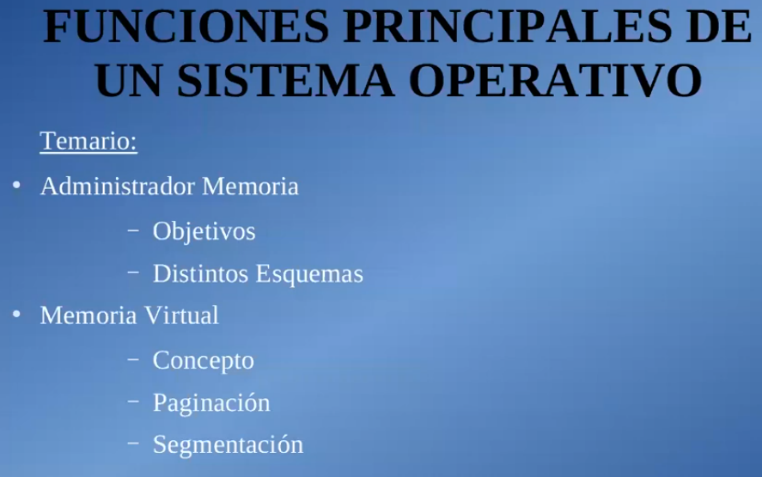 FUNCIONES PRINCIPALES DE
UN SISTEMA OPERATIVO
Temario:
• Administrador Memoria
– Objetivos
– Distintos Esquemas
• Memoria Virtual
– Concepto
– Paginación
– Segmentación